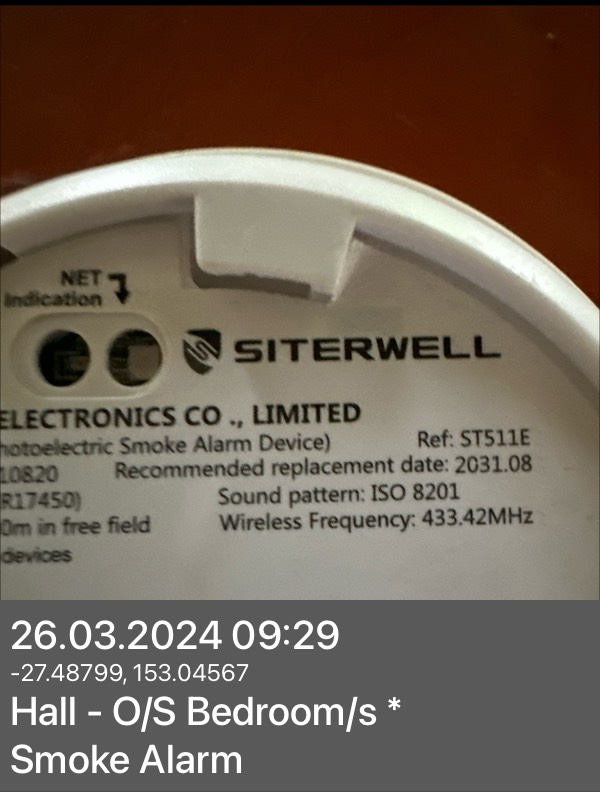 NET
Indication
SITERWELL
ELECTRONICS CO ., LIMITED
hotoelectric Smoke Alarm Device) Ref: ST511E
10820 Recommended replacement date: 2031.08
R17450) Sound pattern: ISO 8201
0m in free field Wireless Frequency: 433.42MHz
devices
26.03.2024 09:29
-27.48799, 153.04567
Hall - O/S Bedroom/s *
Smoke Alarm